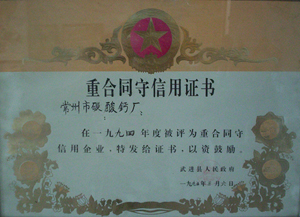 重合同守信用证书
常州市碳酸钙厂:
在一九九四年度被评为重合同守
信用企业,特发给证书,以资鼓励。
武进县人民政府
一九九五年 月 日